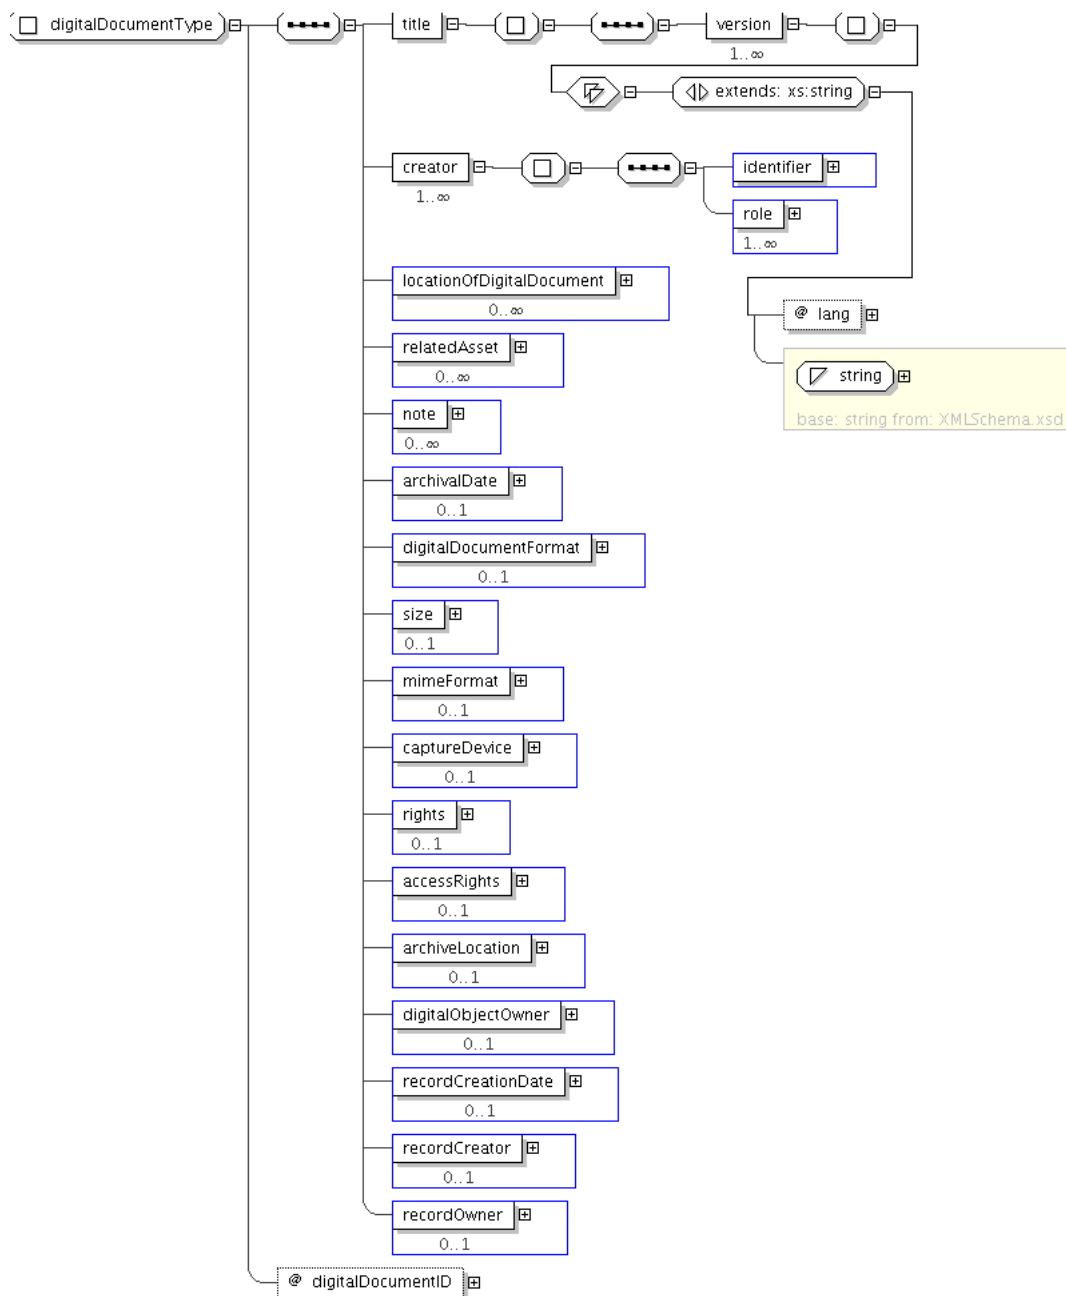 digitalDocumentType
title
version
1..∞
extends: xs:string
creator
1..∞
identifier
role
1..∞
locationOfDigitalDocument
0..∞
@ lang
relatedAsset
0..∞
string
base: string from: XMLSchema.xsd
note
0..∞
archivalDate
0..1
digitalDocumentFormat
0..1
size
0..1
mimeFormat
0..1
captureDevice
0..1
rights
0..1
accessRights
0..1
archiveLocation
0..1
digitalObjectOwner
0..1
recordCreationDate
0..1
recordCreator
0..1
recordOwner
0..1
@ digitalDocumentID